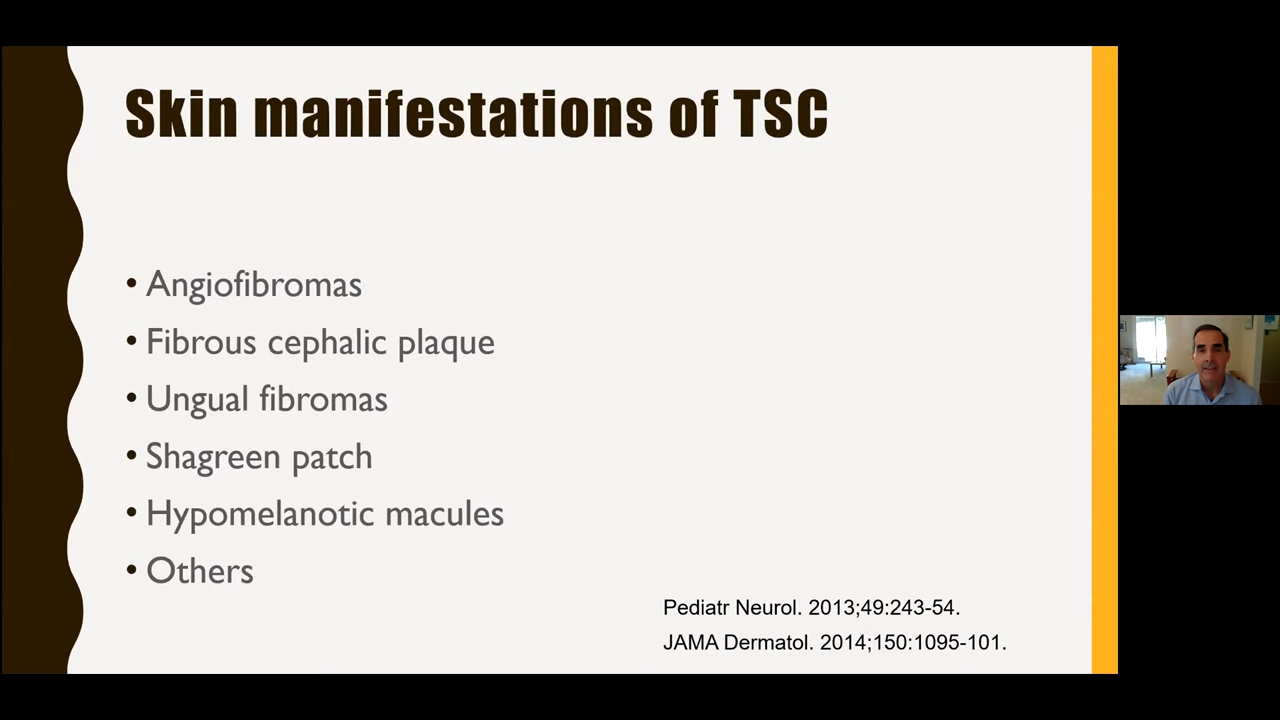 Skin manifestations of TSC
• Angiofibromas
• Fibrous cephalic plaque
• Ungual fibromas
• Shagreen patch
• Hypomelanotic macules
• Others
Pediatr Neurol. 2013;49:243-54.
JAMA Dermatol. 2014;150:1095-101.